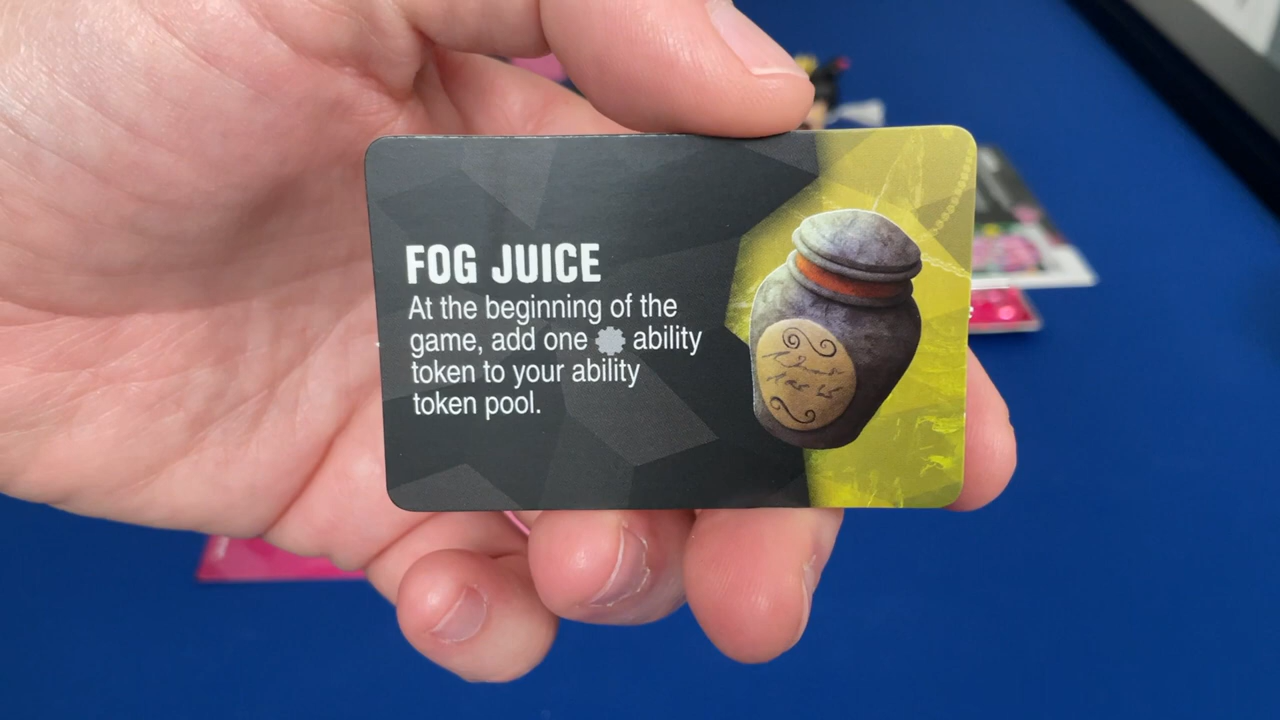 FOG JUICE
At the beginning of the
game, add one ability
token to your ability
token pool.